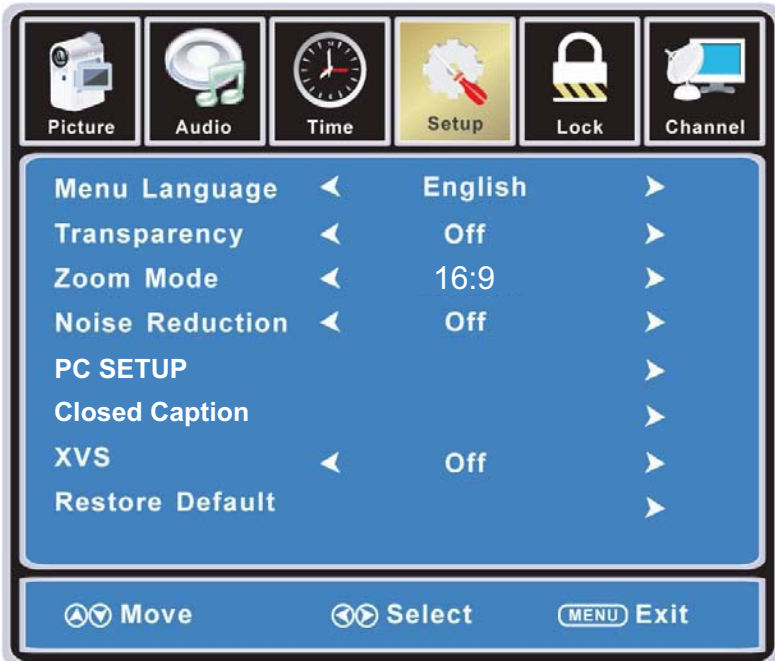 Picture Audio Time Setup Lock Channel
Menu Language English
Transparency Off
Zoom Mode 16:9
Noise Reduction Off
PC SETUP
Closed Caption
XVS Off
Restore Default
Move Select MENU Exit